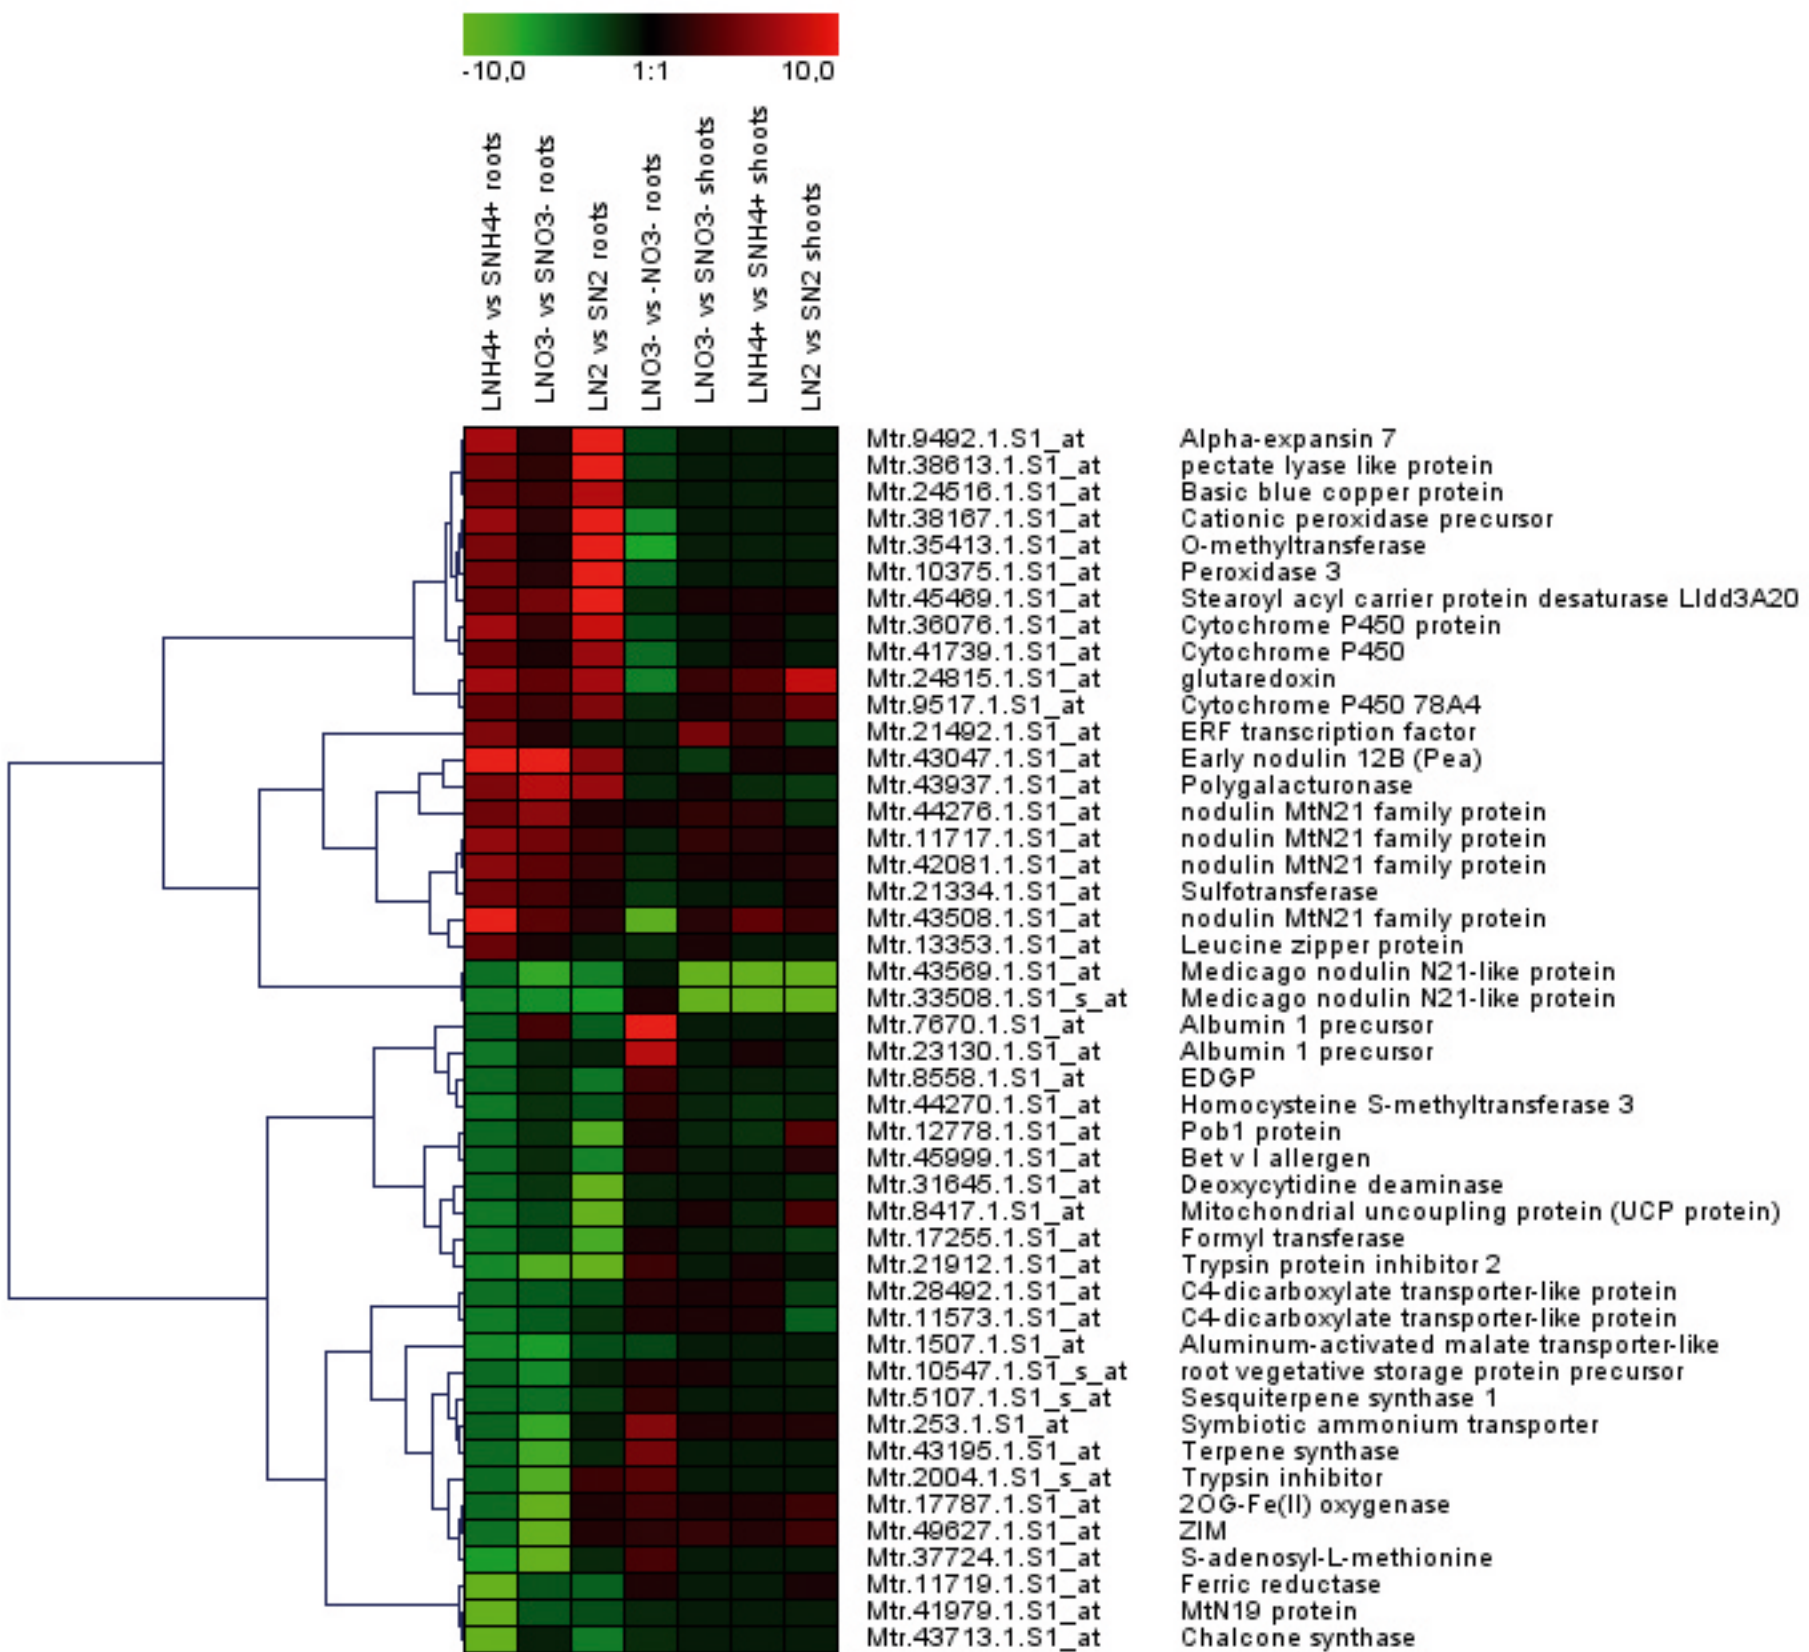 -10,0 1:1 10,0
LNH4+ vs SNH4+ roots
LNO3- vs SNO3- roots
LN2 vs SN2 roots
LNO3- vs -NO3- roots
LNO3- vs SNO3- shoots
LNH4+ vs SNH4+ shoots
LN2 vs SN2 shoots
Mtr.9492.1.S1_at Alpha-expansin 7
Mtr.38613.1.S1_at pectate lyase like protein
Mtr.24516.1.S1_at Basic blue copper protein
Mtr.38167.1.S1_at Cationic peroxidase precursor
Mtr.35413.1.S1_at O-methyltransferase
Mtr.10375.1.S1_at Peroxidase 3
Mtr.45469.1.S1_at Stearoyl acyl carrier protein desaturase Lldd3A20
Mtr.36076.1.S1_at Cytochrome P450 protein
Mtr.41739.1.S1_at Cytochrome P450
Mtr.24815.1.S1_at glutaredoxin
Mtr.9517.1.S1_at Cytochrome P450 78A4
Mtr.21492.1.S1_at ERF transcription factor
Mtr.43047.1.S1_at Early nodulin 12B (Pea)
Mtr.43937.1.S1_at Polygalacturonase
Mtr.44276.1.S1_at nodulin MtN21 family protein
Mtr.11717.1.S1_at nodulin MtN21 family protein
Mtr.42081.1.S1_at nodulin MtN21 family protein
Mtr.21334.1.S1_at Sulfotransferase
Mtr.43508.1.S1_at nodulin MtN21 family protein
Mtr.13353.1.S1_at Leucine zipper protein
Mtr.43569.1.S1_at Medicago nodulin N21-like protein
Mtr.33508.1.S1_s_at Medicago nodulin N21-like protein
Mtr.7670.1.S1_at Albumin 1 precursor
Mtr.23130.1.S1_at Albumin 1 precursor
Mtr.8558.1.S1_at EDGP
Mtr.44270.1.S1_at Homocysteine S-methyltransferase 3
Mtr.12778.1.S1_at Pob1 protein
Mtr.45999.1.S1_at Bet v I allergen
Mtr.31645.1.S1_at Deoxycytidine deaminase
Mtr.8417.1.S1_at Mitochondrial uncoupling protein (UCP protein)
Mtr.17255.1.S1_at Formyl transferase
Mtr.21912.1.S1_at Trypsin protein inhibitor 2
Mtr.28492.1.S1_at C4-dicarboxylate transporter-like protein
Mtr.11573.1.S1_at C4-dicarboxylate transporter-like protein
Mtr.1507.1.S1_at Aluminum-activated malate transporter-like
Mtr.10547.1.S1_s_at root vegetative storage protein precursor
Mtr.5107.1.S1_s_at Sesquiterpene synthase 1
Mtr.253.1.S1_at Symbiotic ammonium transporter
Mtr.43195.1.S1_at Terpene synthase
Mtr.2004.1.S1_s_at Trypsin inhibitor
Mtr.17787.1.S1_at 2OG-Fe(II) oxygenase
Mtr.49627.1.S1_at ZIM
Mtr.37724.1.S1_at S-adenosyl-L-methionine
Mtr.11719.1.S1_at Ferric reductase
Mtr.41979.1.S1_at MtN19 protein
Mtr.43713.1.S1_at Chalcone synthase